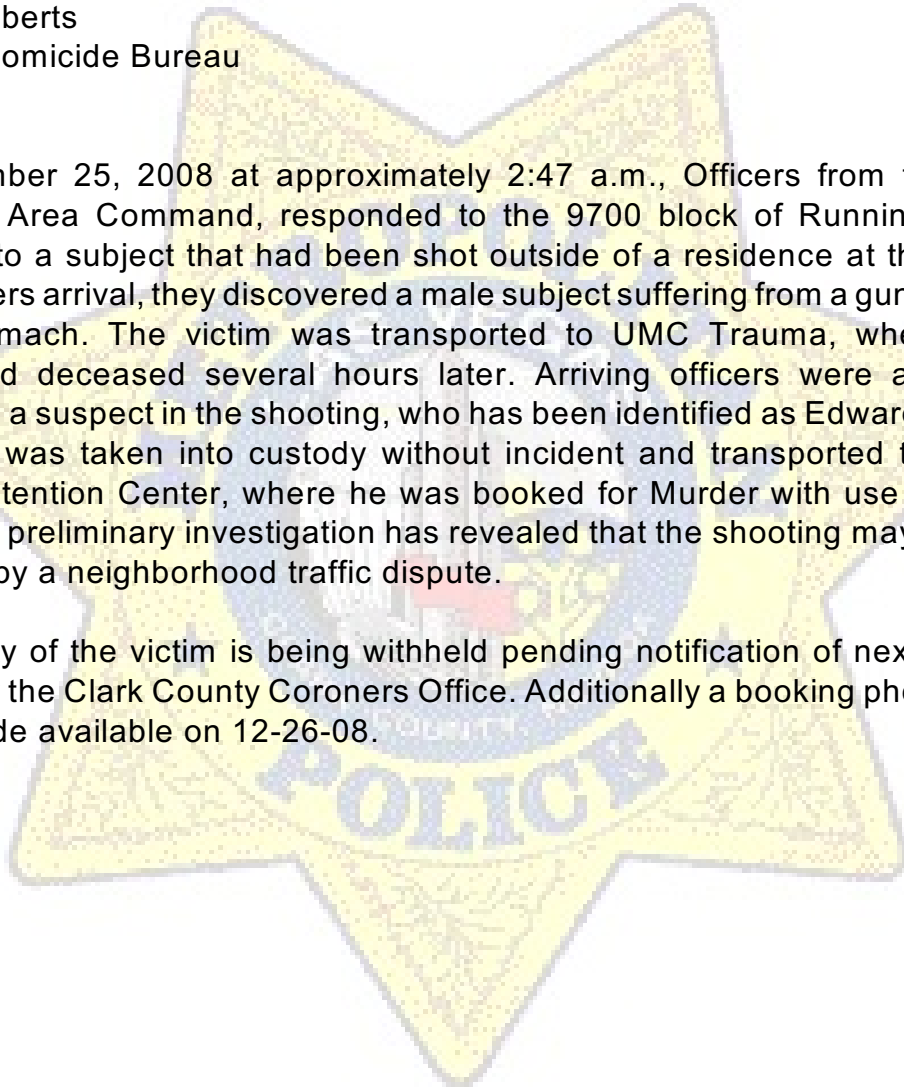 berts
omicide Bureau
mber 25, 2008 at approximately 2:47 a.m., Officers from t
Area Command, responded to the 9700 block of Runnin
to a subject that had been shot outside of a residence at th
ers arrival, they discovered a male subject suffering from a gun
mach. The victim was transported to UMC Trauma, whe
d deceased several hours later. Arriving officers were a
a suspect in the shooting, who has been identified as Edwar
was taken into custody without incident and transported t
tention Center, where he was booked for Murder with use
preliminary investigation has revealed that the shooting may
by a neighborhood traffic dispute.
y of the victim is being withheld pending notification of nex
the Clark County Coroners Office. Additionally a booking pho
de available on 12-26-08.
METROPOLITAN
COUNTY,
POLICE